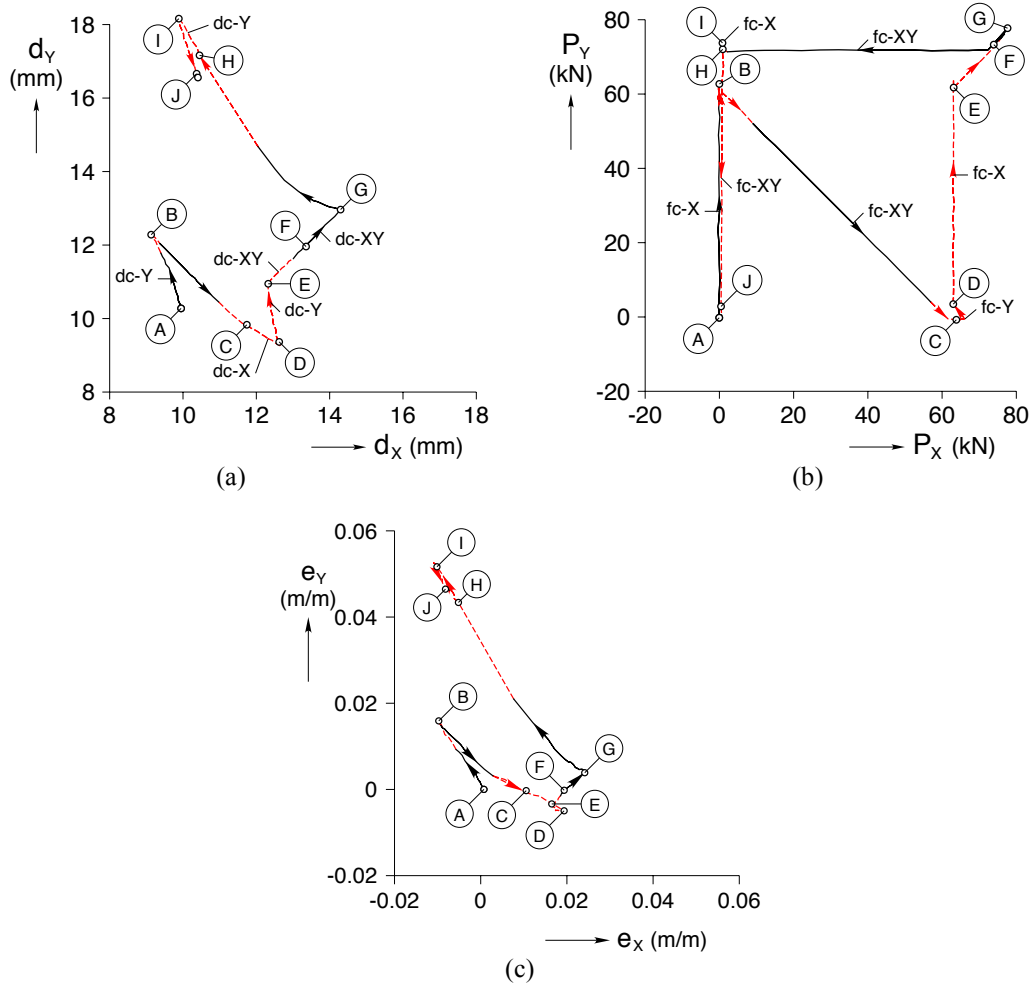 18
16
14
12
10
8
d_Y
(mm)
I
dc-Y
H
J
G
B
F
dc-XY
dc-XY
dc-Y
E
dc-Y
A
C
D
dc-X
8 10 12 14 16 18
d_X (mm)
(a)
80
60
40
20
0
-20
P_Y
(kN)
I
fc-X
G
fc-XY
F
H
B
E
fc-XY
fc-X
fc-X
fc-XY
J
D
fc-Y
A
C
-20 0 20 40 60 80
P_X (kN)
(b)
0.06
0.04
0.02
0
-0.02
e_Y
(m/m)
I
H
J
B
F
G
A
C
E
D
-0.02 0 0.02 0.04 0.06
e_X (m/m)
(c)